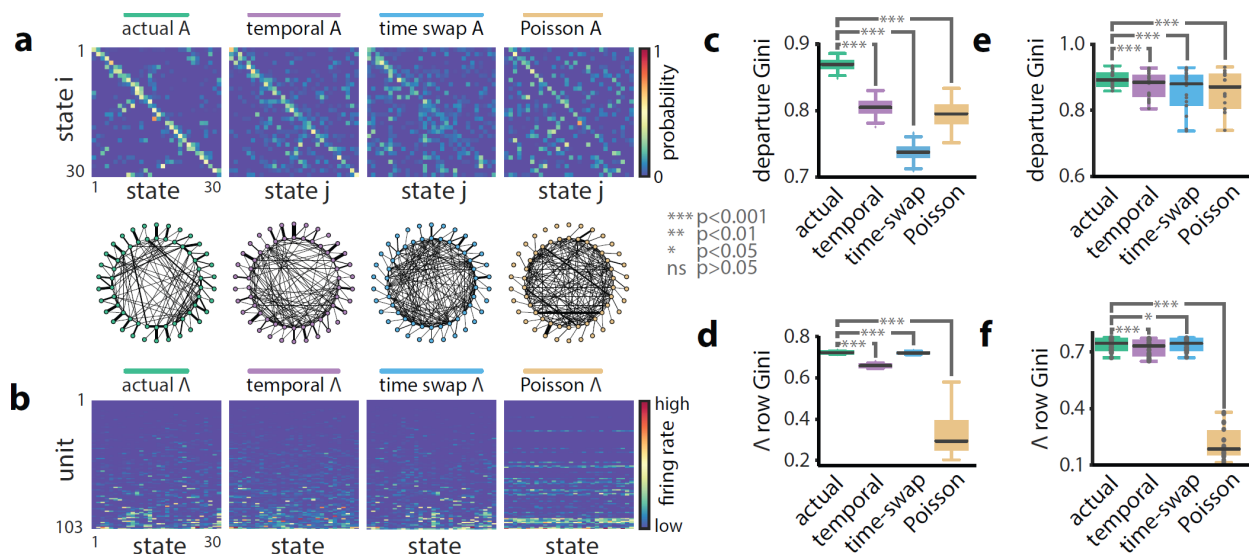 a
actual A
temporal A
time swap A
Poisson A
1
30
state i
1
30
state
state j
state j
state j
1
0
probability
b
actual Λ
temporal Λ
time swap Λ
Poisson Λ
1
103
unit
1
30
state
state
state
state
high
low
firing rate
*** p<0.001
** p<0.01
* p<0.05
ns p>0.05
c
departure Gini
0.9
0.8
0.7
***
***
***
actual
temporal
time-swap
Poisson
e
departure Gini
1.0
0.8
0.6
***
***
***
actual
temporal
time-swap
Poisson
d
Λ row Gini
0.8
0.6
0.4
0.2
***
***
***
actual
temporal
time-swap
Poisson
f
Λ row Gini
0.7
0.4
0.1
***
*
***
actual
temporal
time-swap
Poisson